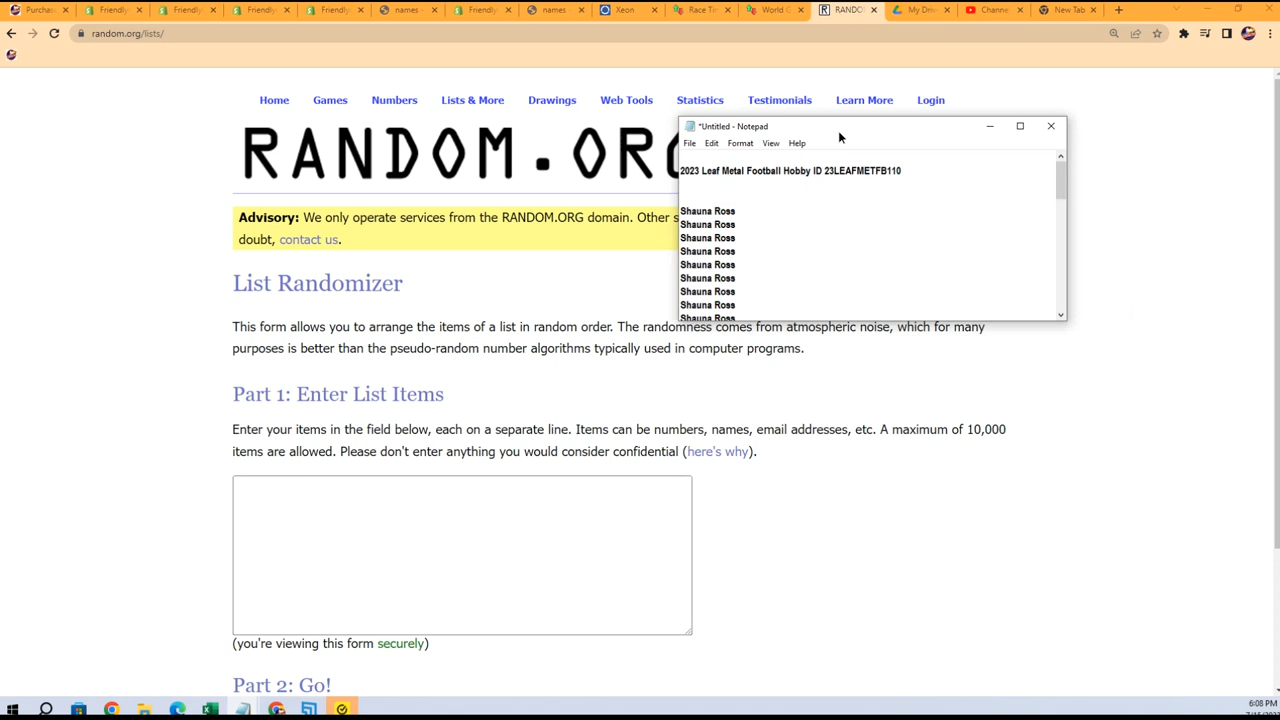 Purchas
Friendly
Friendly
Friendly
Friendly
names -
Friendly
names -
Xeon
Race Ti
World
RANDO
My Driv
Channe
New Tab
random.org/lists/
Home Games Numbers Lists & More Drawings Web Tools Statistics Testimonials Learn More Login
RANDOM.ORG
Advisory: We only operate services from the RANDOM.ORG domain. Other s
doubt, contact us.
*Untitled - Notepad
File Edit Format View Help
2023 Leaf Metal Football Hobby ID 23LEAFMETFB110
Shauna Ross
Shauna Ross
Shauna Ross
Shauna Ross
Shauna Ross
Shauna Ross
Shauna Ross
Shauna Ross
Shauna Ross
List Randomizer
This form allows you to arrange the items of a list in random order. The randomness comes from atmospheric noise, which for many
purposes is better than the pseudo-random number algorithms typically used in computer programs.
Part 1: Enter List Items
Enter your items in the field below, each on a separate line. Items can be numbers, names, email addresses, etc. A maximum of 10,000
items are allowed. Please don't enter anything you would consider confidential (here's why).
(you're viewing this form securely)
Part 2: Go!
6:08 PM